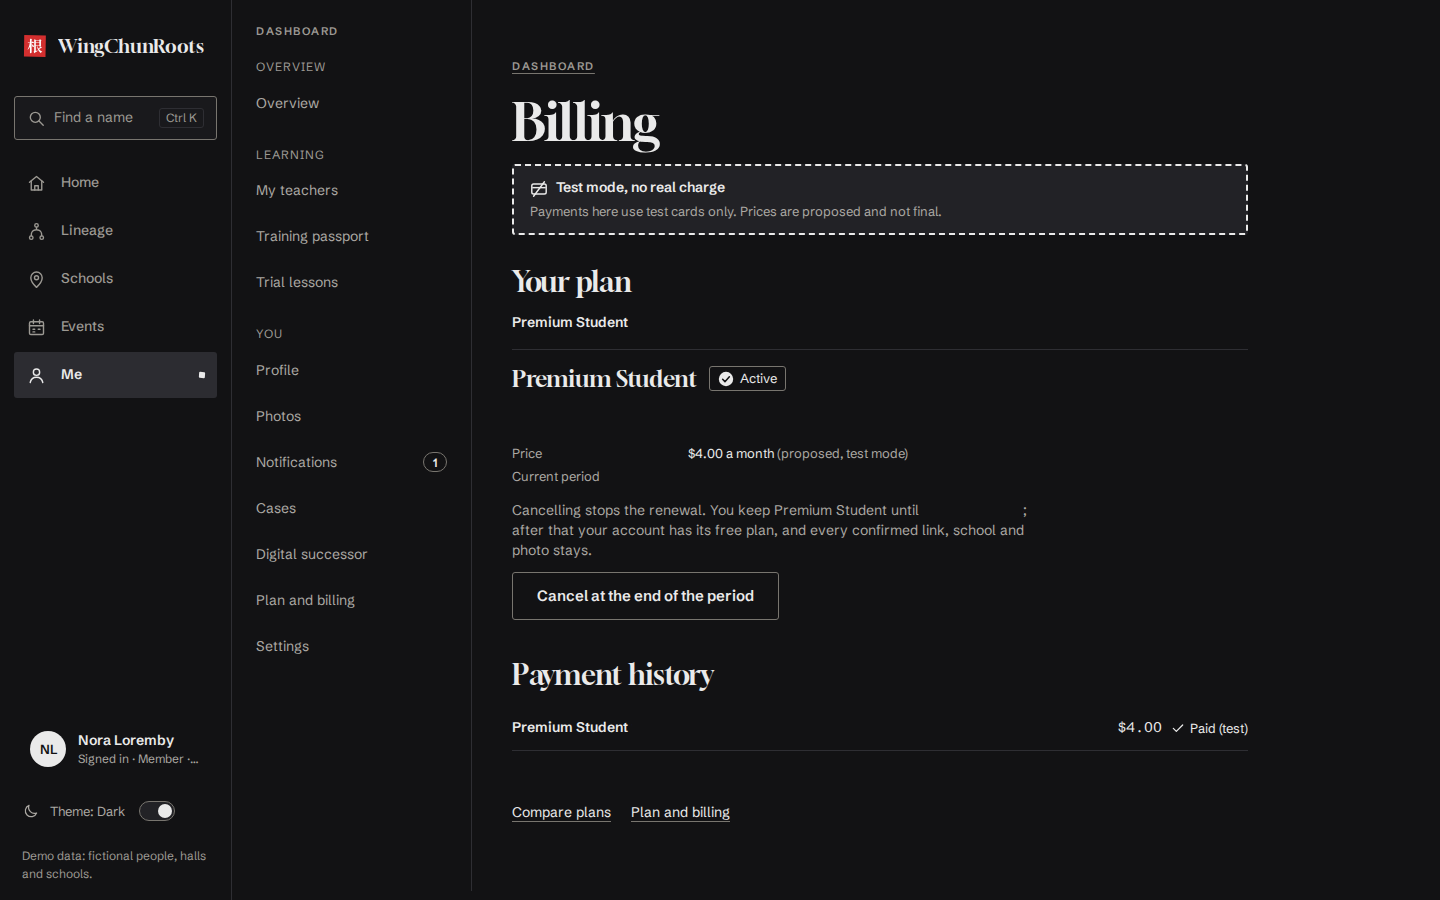 根 WingChunRoots
Find a name Ctrl K
Home
Lineage
Schools
Events
Me
NL
Nora Loremby
Signed in · Member ·...
Theme: Dark
Demo data: fictional people, halls
and schools.
DASHBOARD
OVERVIEW
Overview
LEARNING
My teachers
Training passport
Trial lessons
YOU
Profile
Photos
Notifications 1
Cases
Digital successor
Plan and billing
Settings
DASHBOARD
Billing
Test mode, no real charge
Payments here use test cards only. Prices are proposed and not final.
Your plan
Premium Student
Premium Student Active
Price $4.00 a month (proposed, test mode)
Current period
Cancelling stops the renewal. You keep Premium Student until ;
after that your account has its free plan, and every confirmed link, school and
photo stays.
Cancel at the end of the period
Payment history
Premium Student $4.00 Paid (test)
Compare plans Plan and billing